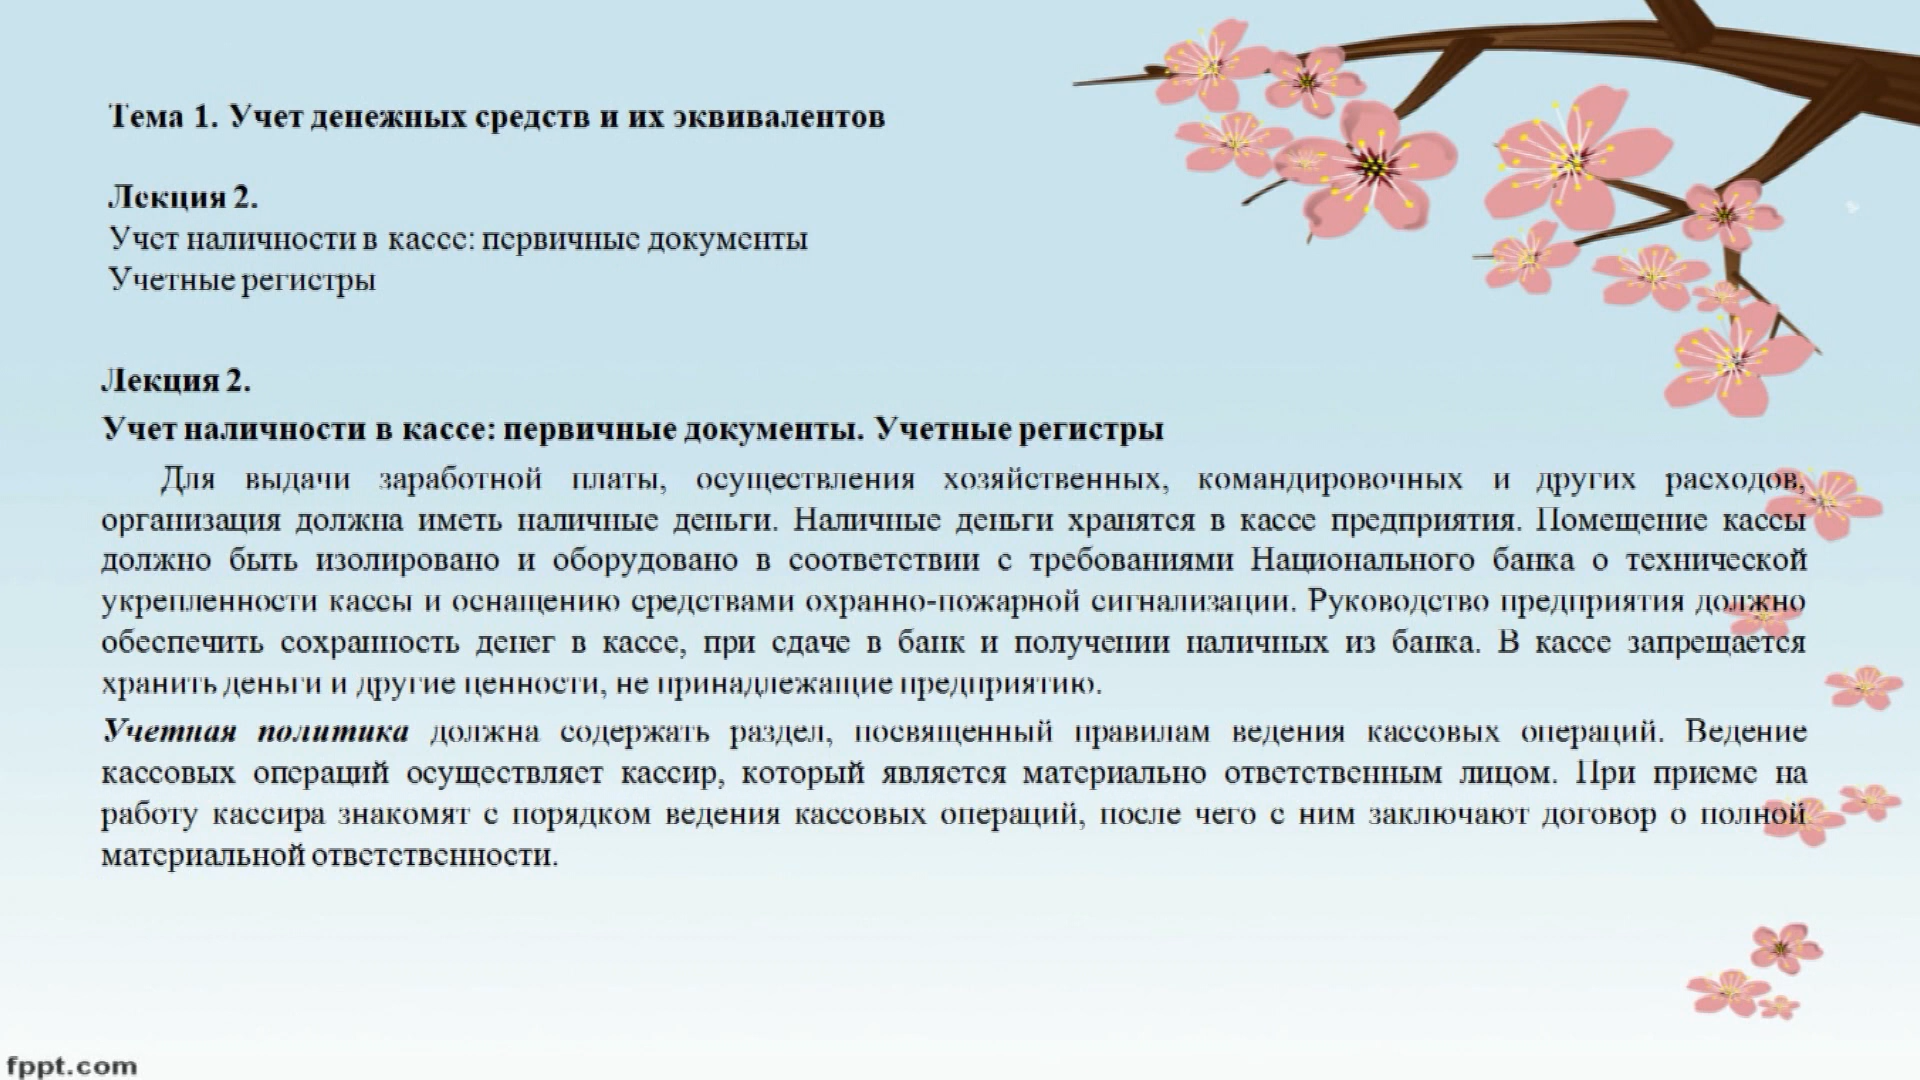 Тема 1. Учет денежных средств и их эквивалентов
Лекция 2.
Учет наличности в кассе: первичные документы
Учетные регистры
Лекция 2.
Учет наличности в кассе: первичные документы. Учетные регистры
Для выдачи заработной платы, осуществления хозяйственных, командировочных и других расходов,
организация должна иметь наличные деньги. Наличные деньги хранятся в кассе предприятия. Помещение кассы
должно быть изолировано и оборудовано в соответствии с требованиями Национального банка о технической
укрепленности кассы и оснащению средствами охранно-пожарной сигнализации. Руководство предприятия должно
обеспечить сохранность денег в кассе, при сдаче в банк и получении наличных из банка. В кассе запрещается
хранить деньги и другие ценности, не принадлежащие предприятию.
Учетная политика должна содержать раздел, посвященный правилам ведения кассовых операций. Ведение
кассовых операций осуществляет кассир, который является материально ответственным лицом. При приеме на
работу кассира знакомят с порядком ведения кассовых операций, после чего с ним заключают договор о полной
материальной ответственности.
fppt.com